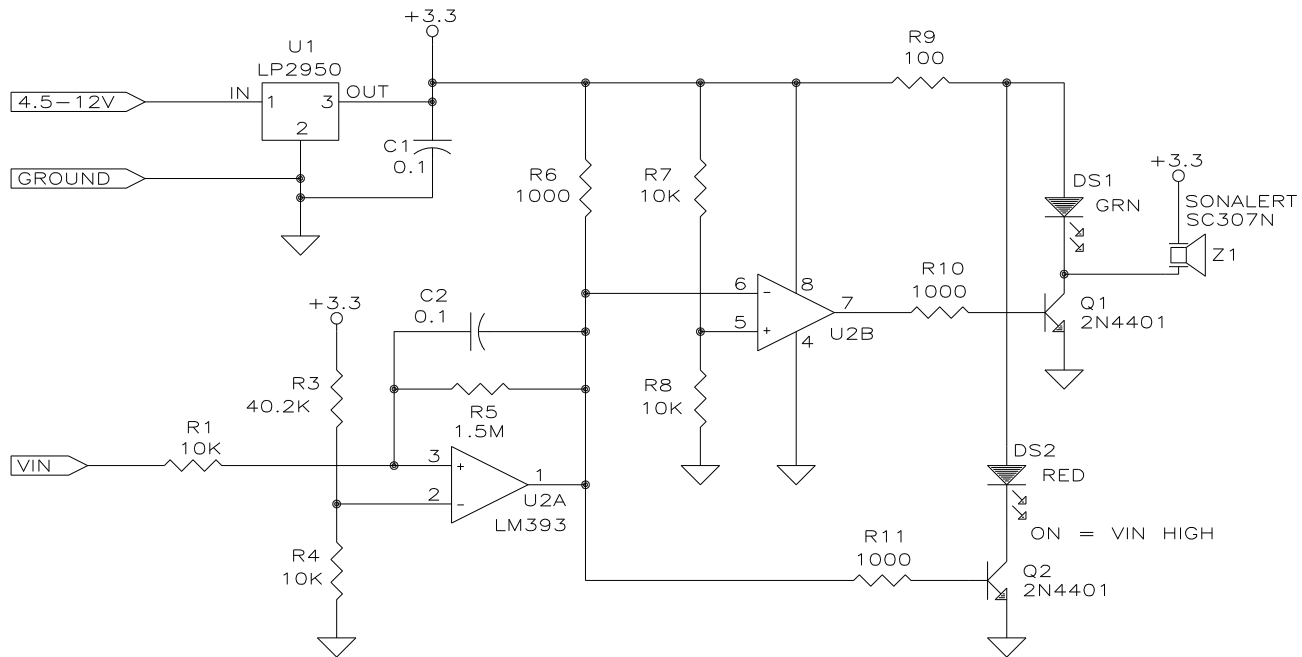 +3.3
U1
LP2950
R9
100
4.5-12V
IN
1
3
OUT
2
C1
0.1
GROUND
R6
1000
R7
10K
+3.3
DS1
GRN
SONALERT
SC307N
Z1
R10
1000
6
−
8
7
5
+
4
U2B
Q1
2N4401
+3.3
C2
0.1
R3
40.2K
R8
10K
R5
1.5M
R1
10K
VIN
3
+
2
−
1
U2A
LM393
DS2
RED
ON = VIN HIGH
R4
10K
R11
1000
Q2
2N4401